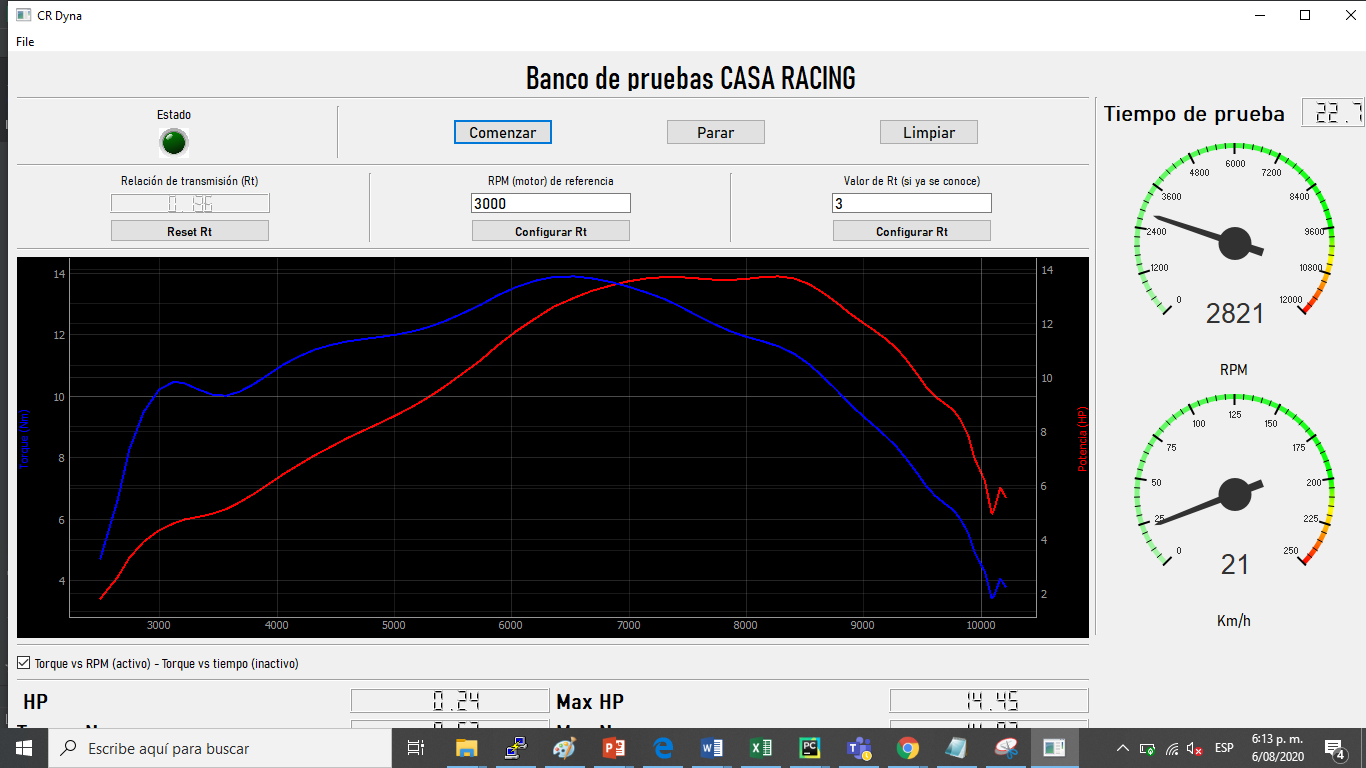 CR Dyna
File
Banco de pruebas CASA RACING
Estado
Comenzar Parar Limpiar
Tiempo de prueba 22.7
Relación de transmisión (Rt) RPM (motor) de referencia Valor de Rt (si ya se conoce)
3000 3
Reset Rt Configurar Rt Configurar Rt
0 1200 2400 3600 4800 6000 7200 8400 9600 10800 12000
2821
RPM
14 12 10 8 6 4
Torque (Nm)
14 12 10 8 6 4 2
Potencia (HP)
3000 4000 5000 6000 7000 8000 9000 10000
0 25 50 75 100 125 150 175 200 225 250
21
Km/h
Torque vs RPM (activo) - Torque vs tiempo (inactivo)
HP 0.24 Max HP 14.45
Escribe aquí para buscar
ESP
6:13 p. m.
6/08/2020
4